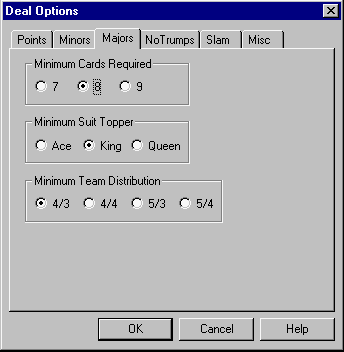 Deal Options
Points Minors Majors NoTrumps Slam Misc
Minimum Cards Required
7 8 9
Minimum Suit Topper
Ace King Queen
Minimum Team Distribution
4/3 4/4 5/3 5/4
OK Cancel Help